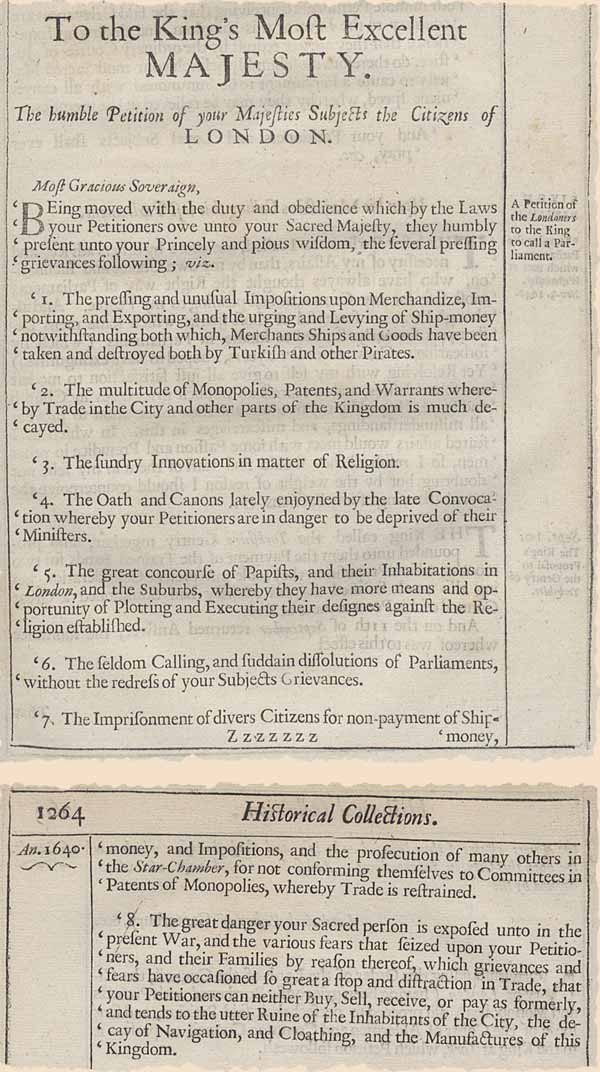 To the King's Moſt Excellent
MAJESTY.
The humble Petition of your Majeſties Subjects the Citizens of
LONDON.
Moſt Gracious Soveraign,
‘BEing moved with the duty and obedience which by the Laws
‘your Petitioners owe unto your Sacred Majeſty, they humbly
‘preſent unto your Princely and pious wiſdom, the ſeveral preſſing
‘grievances following ; viz.
A Petition of
the Londoners
to the King
to call a Par-
liament.
‘1. The preſſing and unuſual Impoſitions upon Merchandize, Im-
‘porting, and Exporting, and the urging and Levying of Ship-money
‘notwithſtanding both which, Merchants Ships and Goods have been
‘taken and deſtroyed both by Turkiſh and other Pirates.
‘2. The multitude of Monopolies, Patents, and Warrants where-
‘by Trade in the City and other parts of the Kingdom is much de-
‘cayed.
‘3. The ſundry Innovations in matter of Religion.
‘4. The Oath and Canons lately enjoyned by the late Convoca-
‘tion whereby your Petitioners are in danger to be deprived of their
‘Miniſters.
‘5. The great concourſe of Papiſts, and their Inhabitations in
‘London, and the Suburbs, whereby they have more means and op-
‘portunity of Plotting and Executing their deſignes againſt the Re-
‘ligion eſtabliſhed.
‘6. The ſeldom Calling, and ſuddain diſſolutions of Parliaments,
‘without the redreſs of your Subjects Grievances.
‘7. The Impriſonment of divers Citizens for non-payment of Ship-
Zzzzzzz ‘money,
1264 Hiſtorical Collections.
An. 1640.
‘money, and Impoſitions, and the proſecution of many others in
‘the Star-Chamber, for not conforming themſelves to Committees in
‘Patents of Monopolies, whereby Trade is reſtrained.
‘8. The great danger your Sacred perſon is expoſed unto in the
‘preſent War, and the various fears that ſeized upon your Petitio-
‘ners, and their Families by reaſon thereof, which grievances and
‘fears have occaſioned ſo great a ſtop and diſtraction in Trade, that
‘your Petitioners can neither Buy, Sell, receive, or pay as formerly,
‘and tends to the utter Ruine of the Inhabitants of the City, the de-
‘cay of Navigation, and Cloathing, and the Manufactures of this
‘Kingdom.